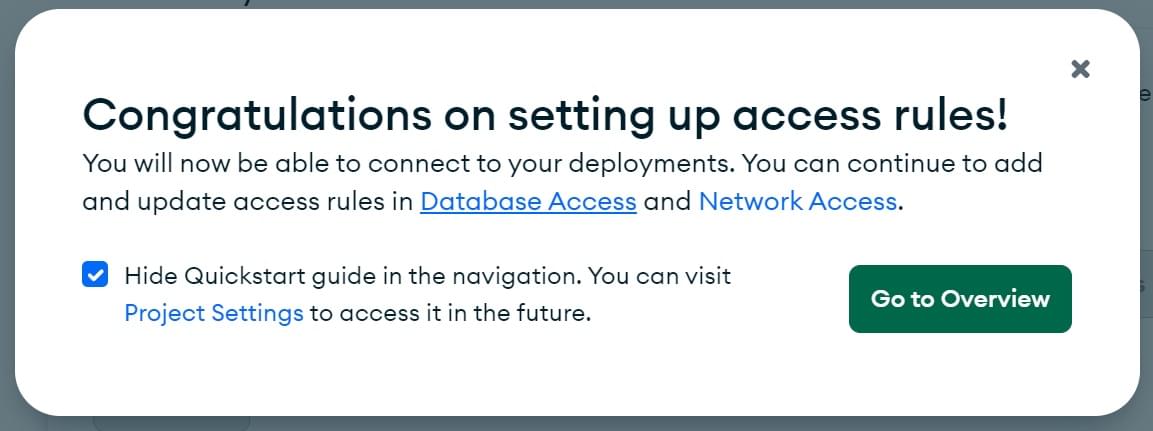 Congratulations on setting up access rules!
You will now be able to connect to your deployments. You can continue to add
and update access rules in Database Access and Network Access.
Hide Quickstart guide in the navigation. You can visit
Project Settings to access it in the future.
Go to Overview